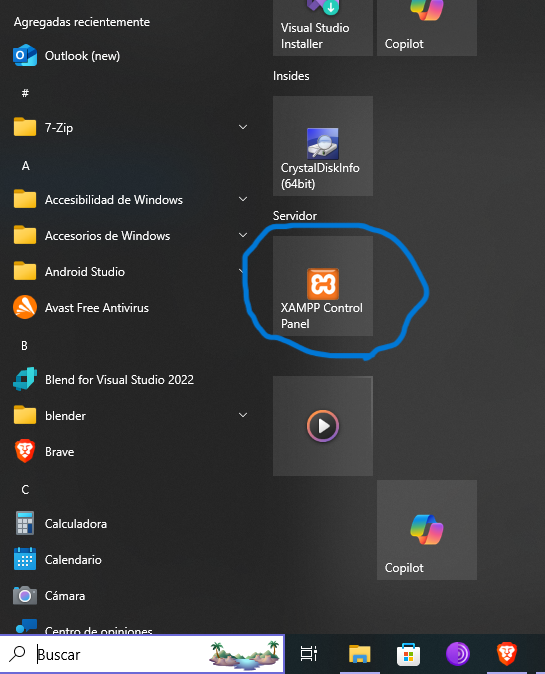 Agregadas recientemente
Outlook (new)
#
7-Zip
A
Accesibilidad de Windows
Accesorios de Windows
Android Studio
Avast Free Antivirus
B
Blend for Visual Studio 2022
blender
Brave
C
Calculadora
Calendario
Cámara
Centro de opiniones
Visual Studio
Installer
Copilot
Insides
CrystalDiskInfo
(64bit)
Servidor
XAMPP Control
Panel
Copilot
Buscar